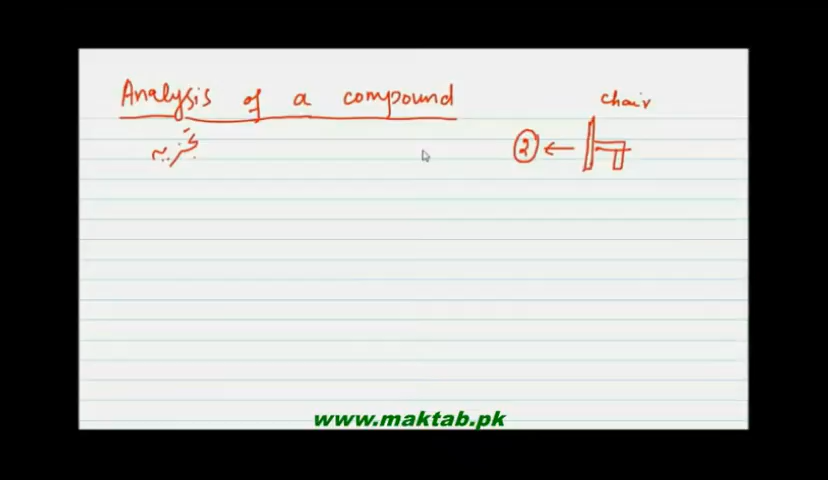 Analysis of a compound
chair
تجزیہ
2
www.maktab.pk